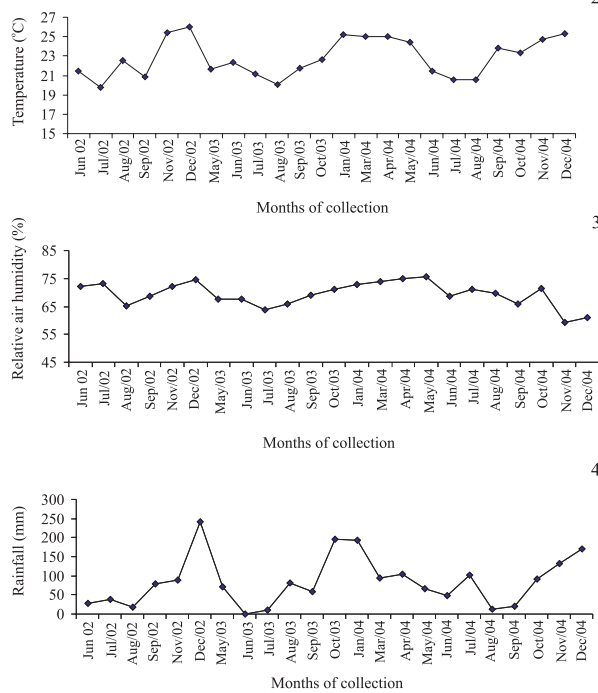 2
Temperature (°C)
27
25
23
21
19
17
15
Jun 02
Jul/02
Aug/02
Sep/02
Nov/02
Dec/02
May/03
Jun/03
Jul/03
Aug/03
Sep/03
Oct/03
Jan/04
Mar/04
Apr/04
May/04
Jun/04
Jul/04
Aug/04
Sep/04
Oct/04
Nov/04
Dec/04
Months of collection
3
Relative air humidity (%)
85
75
65
55
45
Jun 02
Jul/02
Aug/02
Sep/02
Nov/02
Dec/02
May/03
Jun/03
Jul/03
Aug/03
Sep/03
Oct/03
Jan/04
Mar/04
Apr/04
May/04
Jun/04
Jul/04
Aug/04
Sep/04
Oct/04
Nov/04
Dec/04
Months of collection
4
Rainfall (mm)
300
250
200
150
100
50
0
Jun 02
Jul/02
Aug/02
Sep/02
Nov/02
Dec/02
May/03
Jun/03
Jul/03
Aug/03
Sep/03
Oct/03
Jan/04
Mar/04
Apr/04
May/04
Jun/04
Jul/04
Aug/04
Sep/04
Oct/04
Nov/04
Dec/04
Months of collection